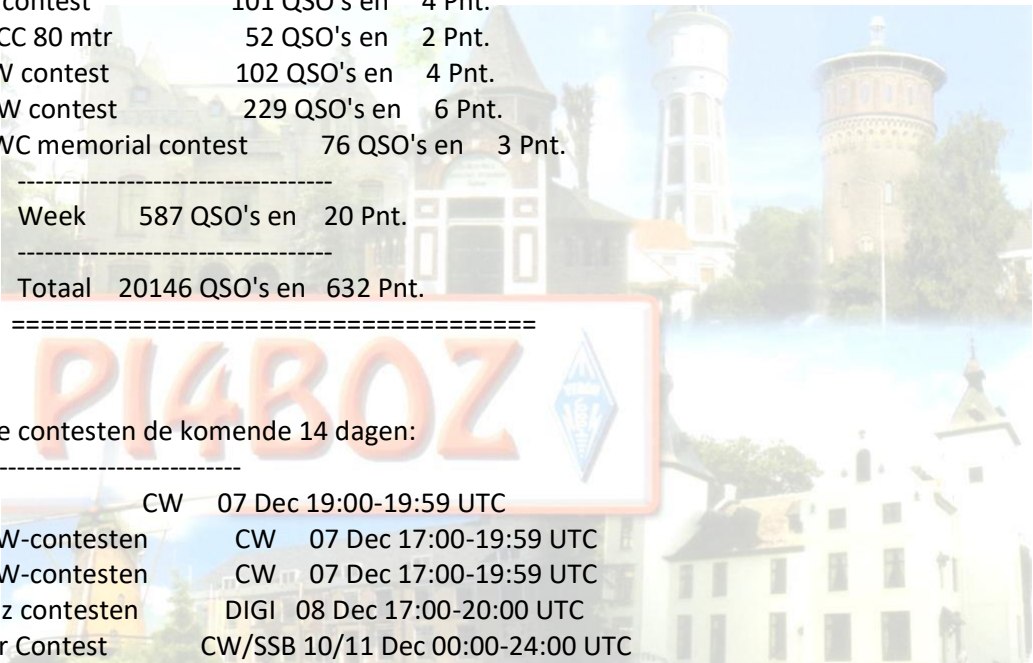 contest 101 QSO's en 4 Pnt.
CC 80 mtr 52 QSO's en 2 Pnt.
W contest 102 QSO's en 4 Pnt.
W contest 229 QSO's en 6 Pnt.
WC memorial contest 76 QSO's en 3 Pnt.
-----------------------------------
Week 587 QSO's en 20 Pnt.
-----------------------------------
Totaal 20146 QSO's en 632 Pnt.
====================================
PI4BOZ
e contesten de komende 14 dagen:
---------------------------
CW 07 Dec 19:00-19:59 UTC
W-contesten CW 07 Dec 17:00-19:59 UTC
W-contesten CW 07 Dec 17:00-19:59 UTC
z contesten DIGI 08 Dec 17:00-20:00 UTC
r Contest CW/SSB 10/11 Dec 00:00-24:00 UTC